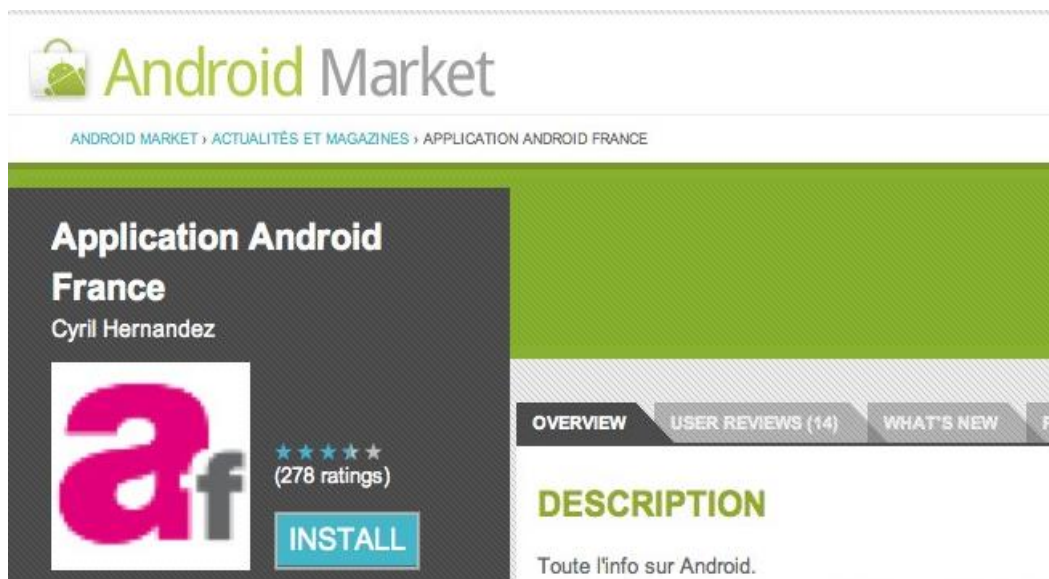 Android Market
ANDROID MARKET › ACTUALITÉS ET MAGAZINES › APPLICATION ANDROID FRANCE
Application Android
France
Cyril Hernandez
af
(278 ratings)
INSTALL
OVERVIEW
USER REVIEWS (14)
WHAT'S NEW
DESCRIPTION
Toute l'info sur Android.